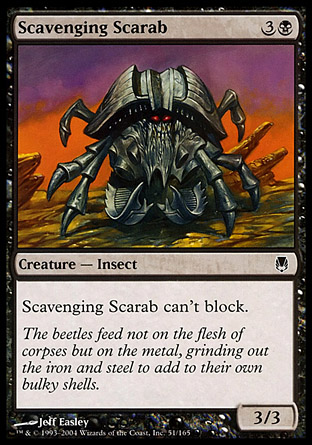 Scavenging Scarab 3
Creature — Insect
Scavenging Scarab can't block.
The beetles feed not on the flesh of
corpses but on the metal, grinding out
the iron and steel to add to their own
bulky shells.
Jeff Easley
™ & © 1993-2004 Wizards of the Coast, Inc. 51/165
3/3